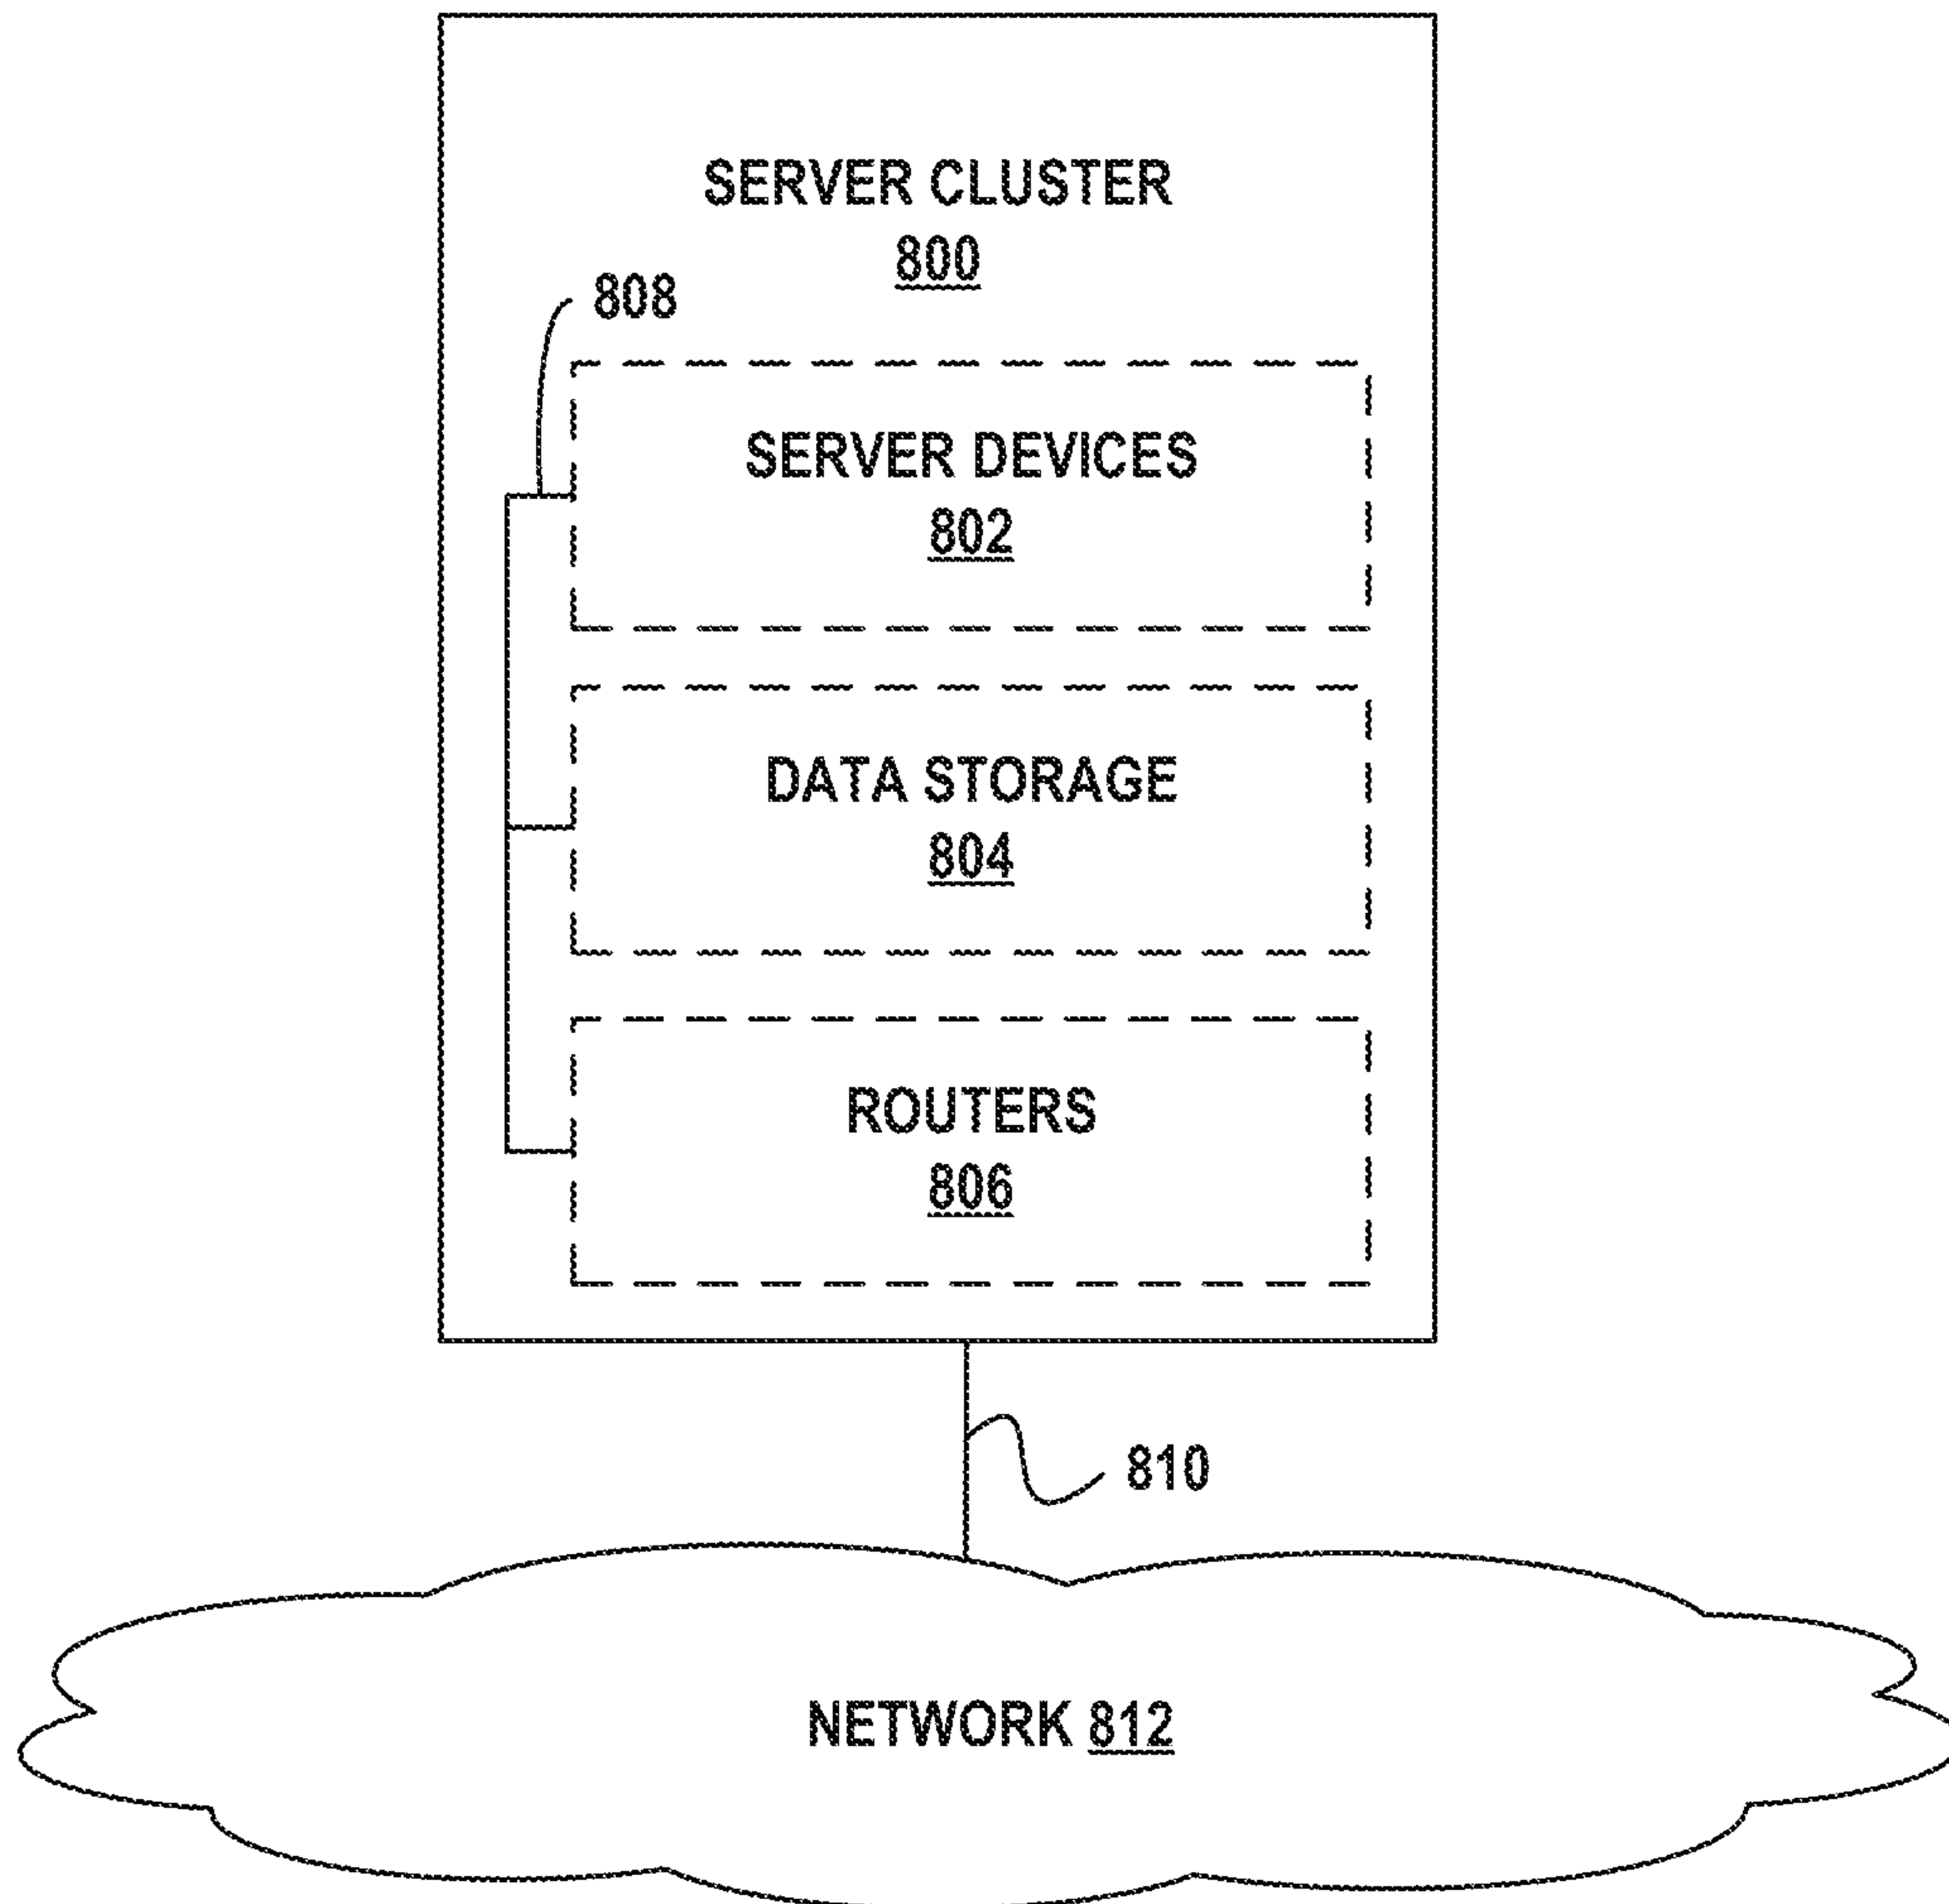 SERVER CLUSTER
800
808
SERVER DEVICES
802
DATA STORAGE
804
ROUTERS
806
810
NETWORK 812